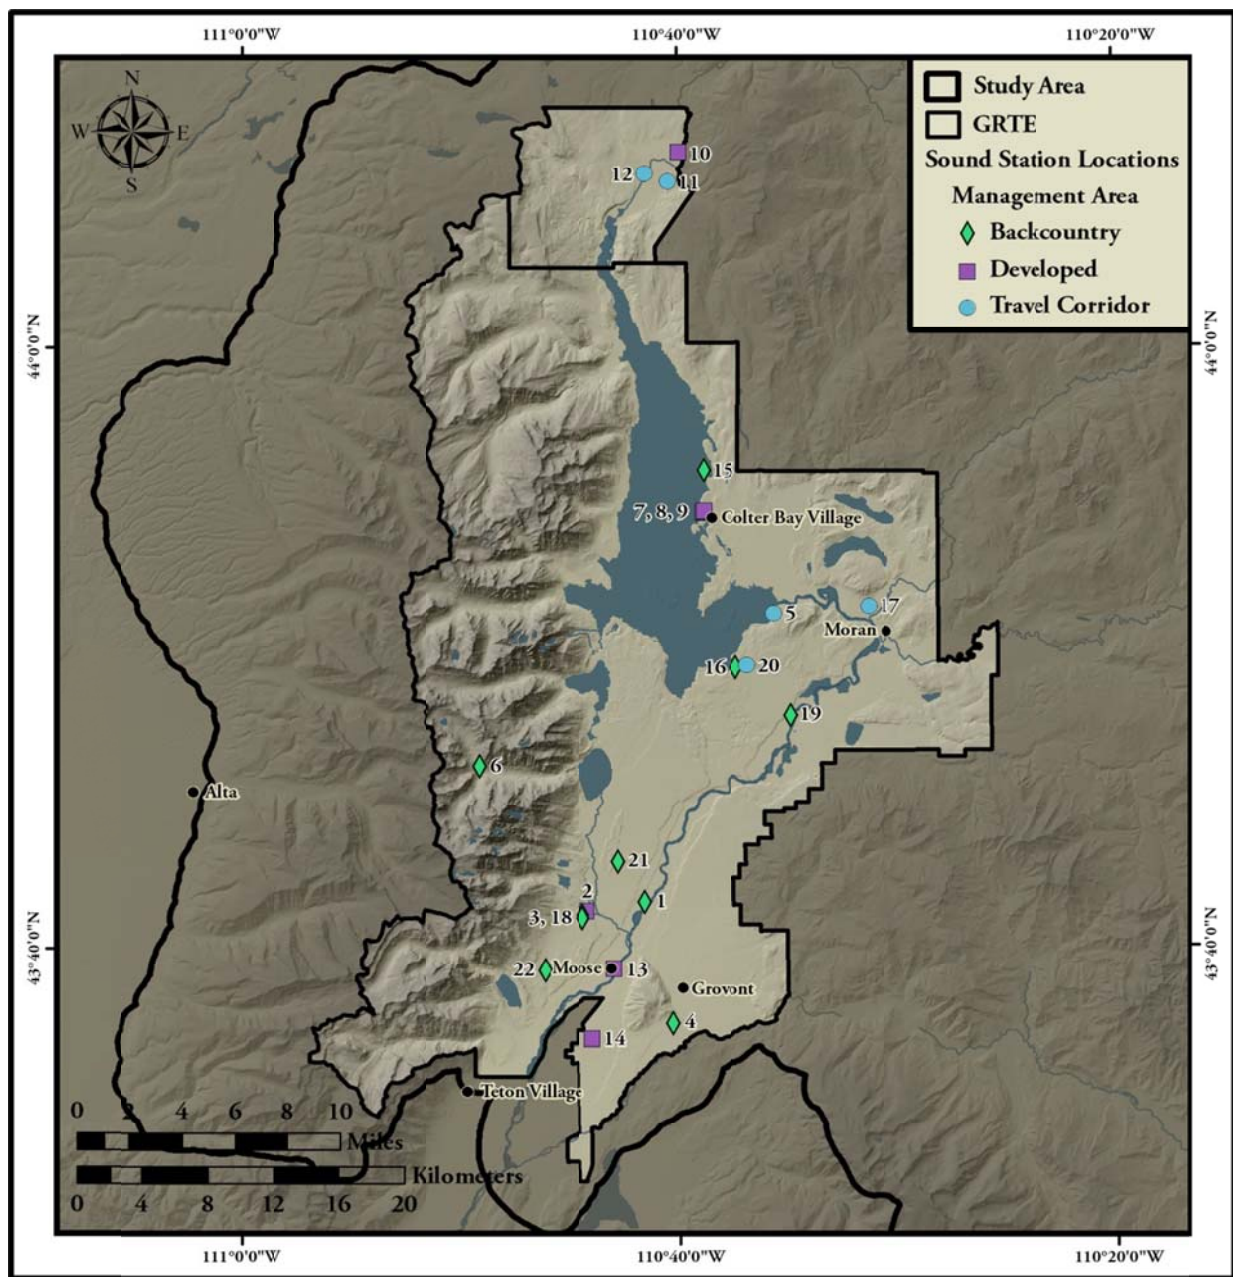 111°0'0"W
110°40'0"W
110°20'0"W
N
W
E
S
Study Area
GRTE
Sound Station Locations
Management Area
Backcountry
Developed
Travel Corridor
10
12
11
44°0'0"N
44°0'0"N
15
7, 8, 9
Colter Bay Village
5
17
Moran
16
20
19
6
Alta
21
2
1
3, 18
43°40'0"N
43°40'0"N
22
Moose
13
Grovont
4
14
Teton Village
0 2 4 6 8 10
Miles
Kilometers
0 4 8 12 16 20
111°0'0"W
110°40'0"W
110°20'0"W